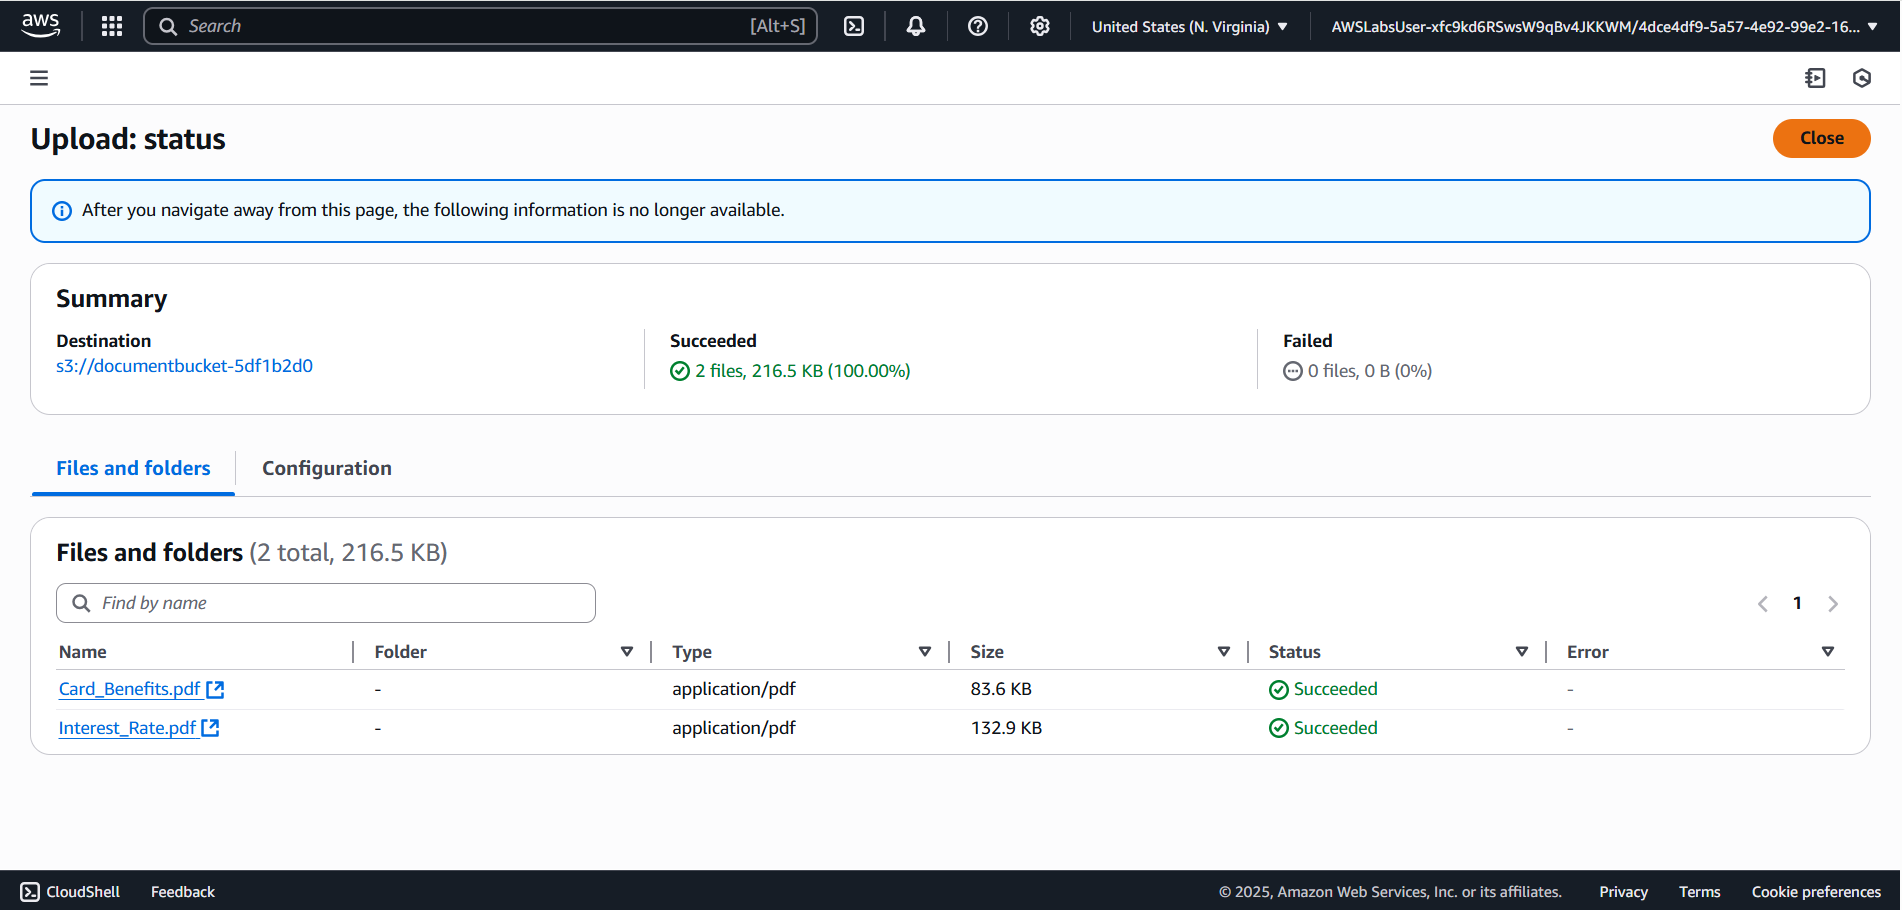 aws
Search [Alt+S]
United States (N. Virginia)
AWSLabsUser-xfc9kd6RSwsW9qBv4JKKWM/4dce4df9-5a57-4e92-99e2-16...
Upload: status
Close
After you navigate away from this page, the following information is no longer available.
Summary
Destination
s3://documentbucket-5df1b2d0
Succeeded
2 files, 216.5 KB (100.00%)
Failed
0 files, 0 B (0%)
Files and folders
Configuration
Files and folders (2 total, 216.5 KB)
Find by name
1
Name Folder Type Size Status Error
Card_Benefits.pdf - application/pdf 83.6 KB Succeeded -
Interest_Rate.pdf - application/pdf 132.9 KB Succeeded -
CloudShell Feedback © 2025, Amazon Web Services, Inc. or its affiliates. Privacy Terms Cookie preferences